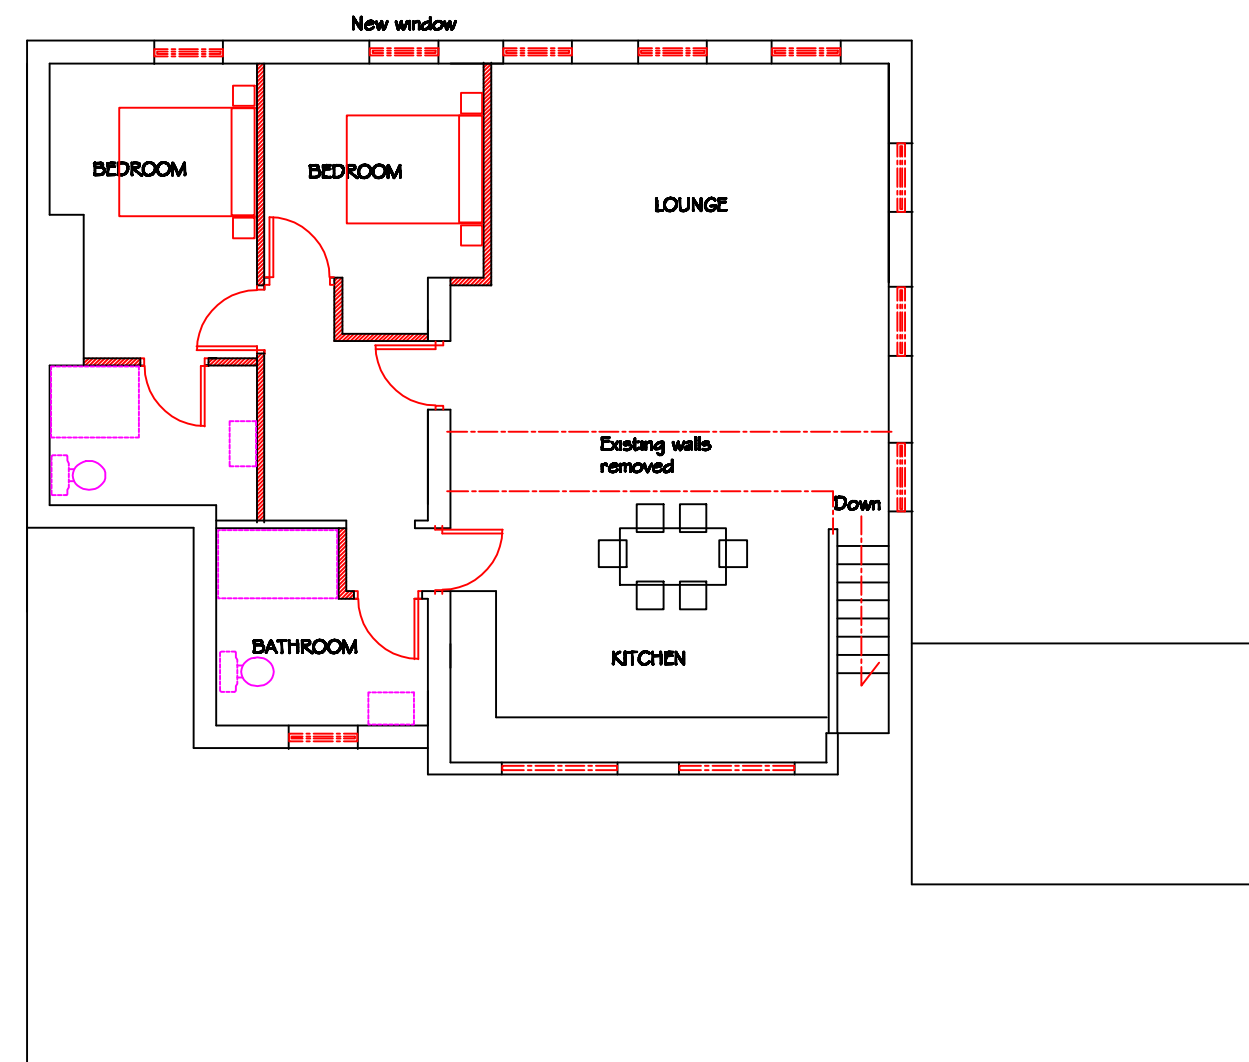 New window
BEDROOM
BEDROOM
LOUNGE
Existing walls
removed
Down
BATHROOM
KITCHEN